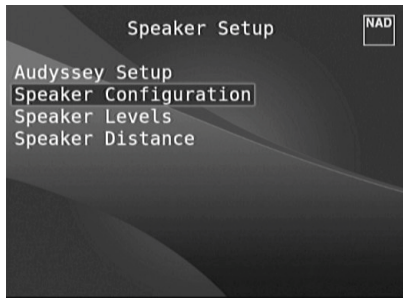 Speaker Setup
NAD
Audyssey Setup
Speaker Configuration
Speaker Levels
Speaker Distance